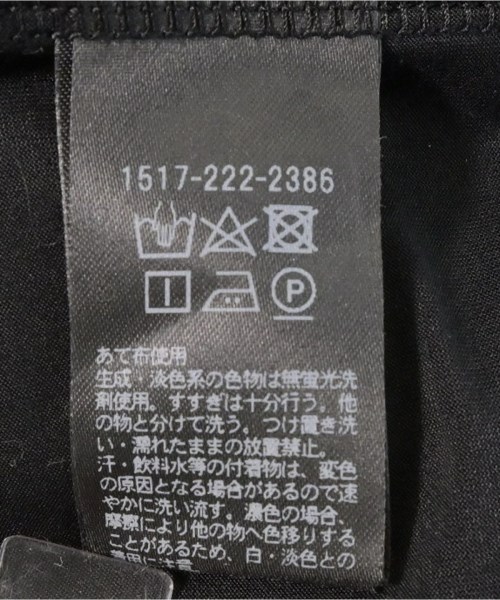 1517-222-2386
P
あて布使用
生成・淡色系の色物は無蛍光洗
剤使用。すすぎは十分行う。他
の物と分けて洗う。つけ置き洗
い・濡れたままの放置禁止。
汗・飲料水等の付着物は、変色
の原因となる場合があるので速
やかに洗い流す。濃色の場合、
摩擦により他の物へ色移りする
ことがあるため、白・淡色との
着用に注意